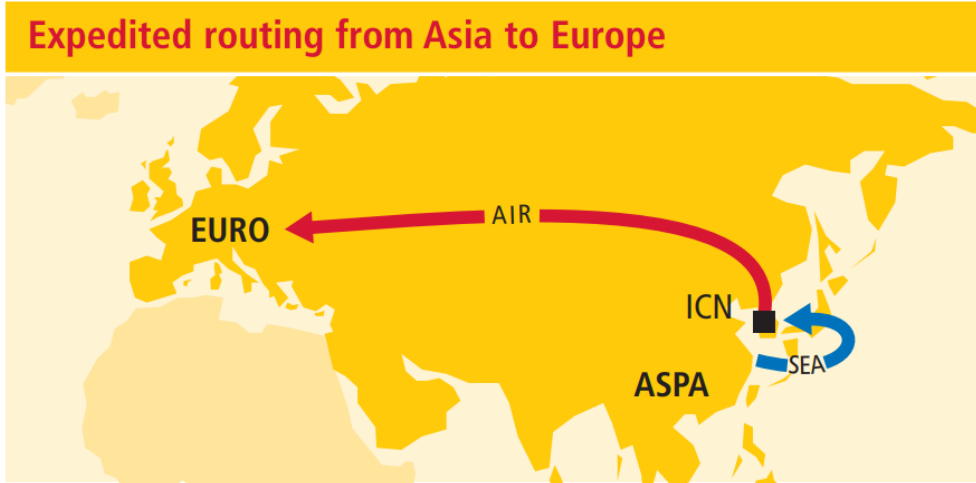 Expedited routing from Asia to Europe
AIR
EURO
ICN
SEA
ASPA